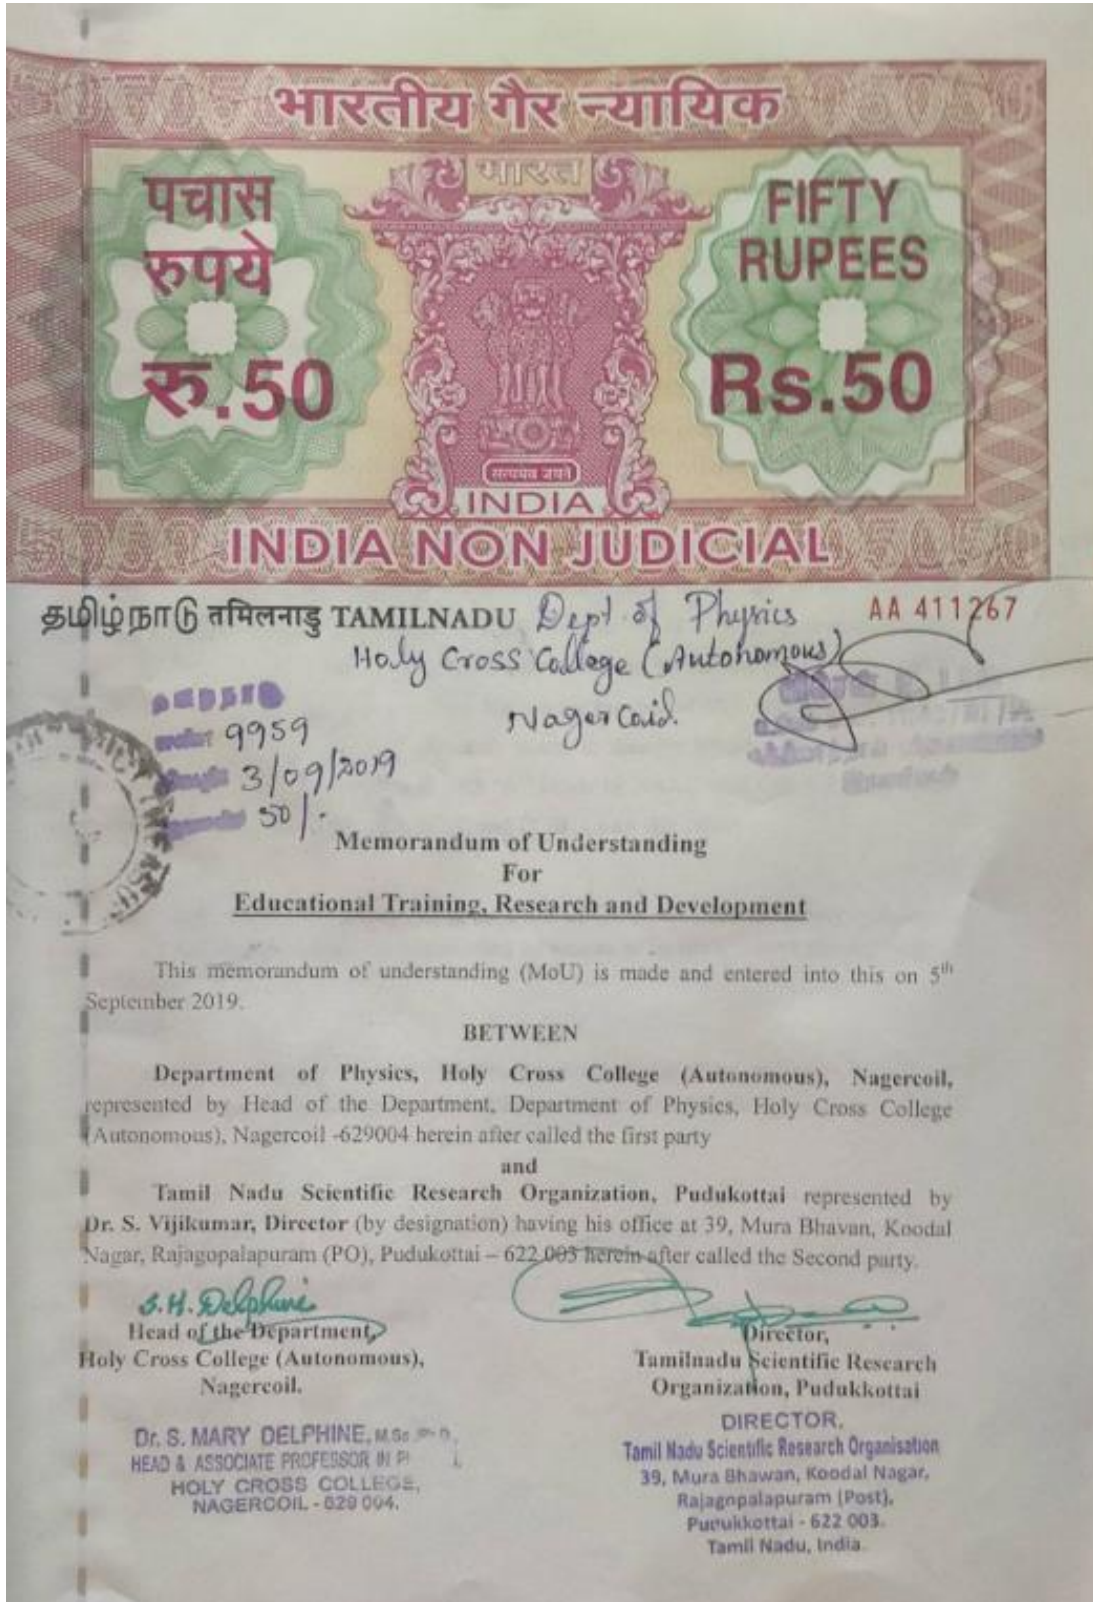 भारतीय गैर न्यायिक
भारत
पचास
रुपये
रु.50
FIFTY
RUPEES
Rs.50
सत्यमेव जयते
INDIA
INDIA NON JUDICIAL
தமிழ்நாடு तमिलनाडु TAMILNADU Dept of Physics AA 411267
Holy Cross College (Autonomous)
Nagercoil.
9959
3/09/2019
50/-
Memorandum of Understanding
For
Educational Training, Research and Development
This memorandum of understanding (MoU) is made and entered into this on 5th
September 2019.
BETWEEN
Department of Physics, Holy Cross College (Autonomous), Nagercoil,
represented by Head of the Department, Department of Physics, Holy Cross College
(Autonomous), Nagercoil -629004 herein after called the first party
and
Tamil Nadu Scientific Research Organization, Pudukottai represented by
Dr. S. Vijikumar, Director (by designation) having his office at 39, Mura Bhavan, Koodal
Nagar, Rajagopalapuram (PO), Pudukottai – 622 003 herein after called the Second party.
S.H. Delphine
Head of the Department,
Holy Cross College (Autonomous),
Nagercoil.
Dr. S. MARY DELPHINE, M.Sc
HEAD & ASSOCIATE PROFESSOR IN
HOLY CROSS COLLEGE,
NAGERCOIL - 629 004.
Director,
Tamilnadu Scientific Research
Organization, Pudukkottai
DIRECTOR,
Tamil Nadu Scientific Research Organisation
39, Mura Bhawan, Koodal Nagar,
Rajagopalapuram (Post),
Pudukkottai - 622 003.
Tamil Nadu, India.